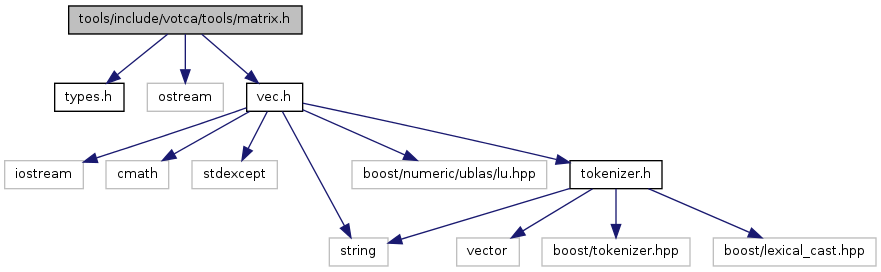 tools/include/votca/tools/matrix.h
types.h
ostream
vec.h
iostream
cmath
stdexcept
boost/numeric/ublas/lu.hpp
tokenizer.h
string
vector
boost/tokenizer.hpp
boost/lexical_cast.hpp